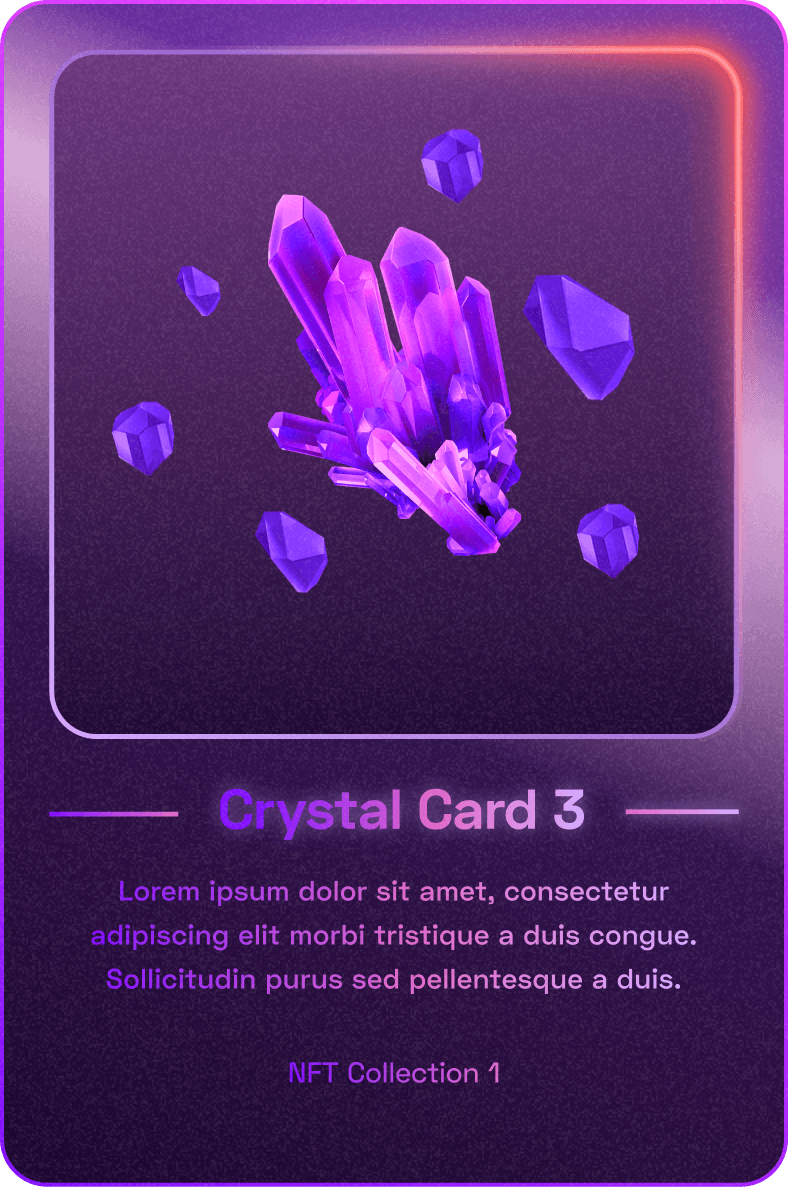 Crystal Card 3
Lorem ipsum dolor sit amet, consectetur
adipiscing elit morbi tristique a duis congue.
Sollicitudin purus sed pellentesque a duis.
NFT Collection 1